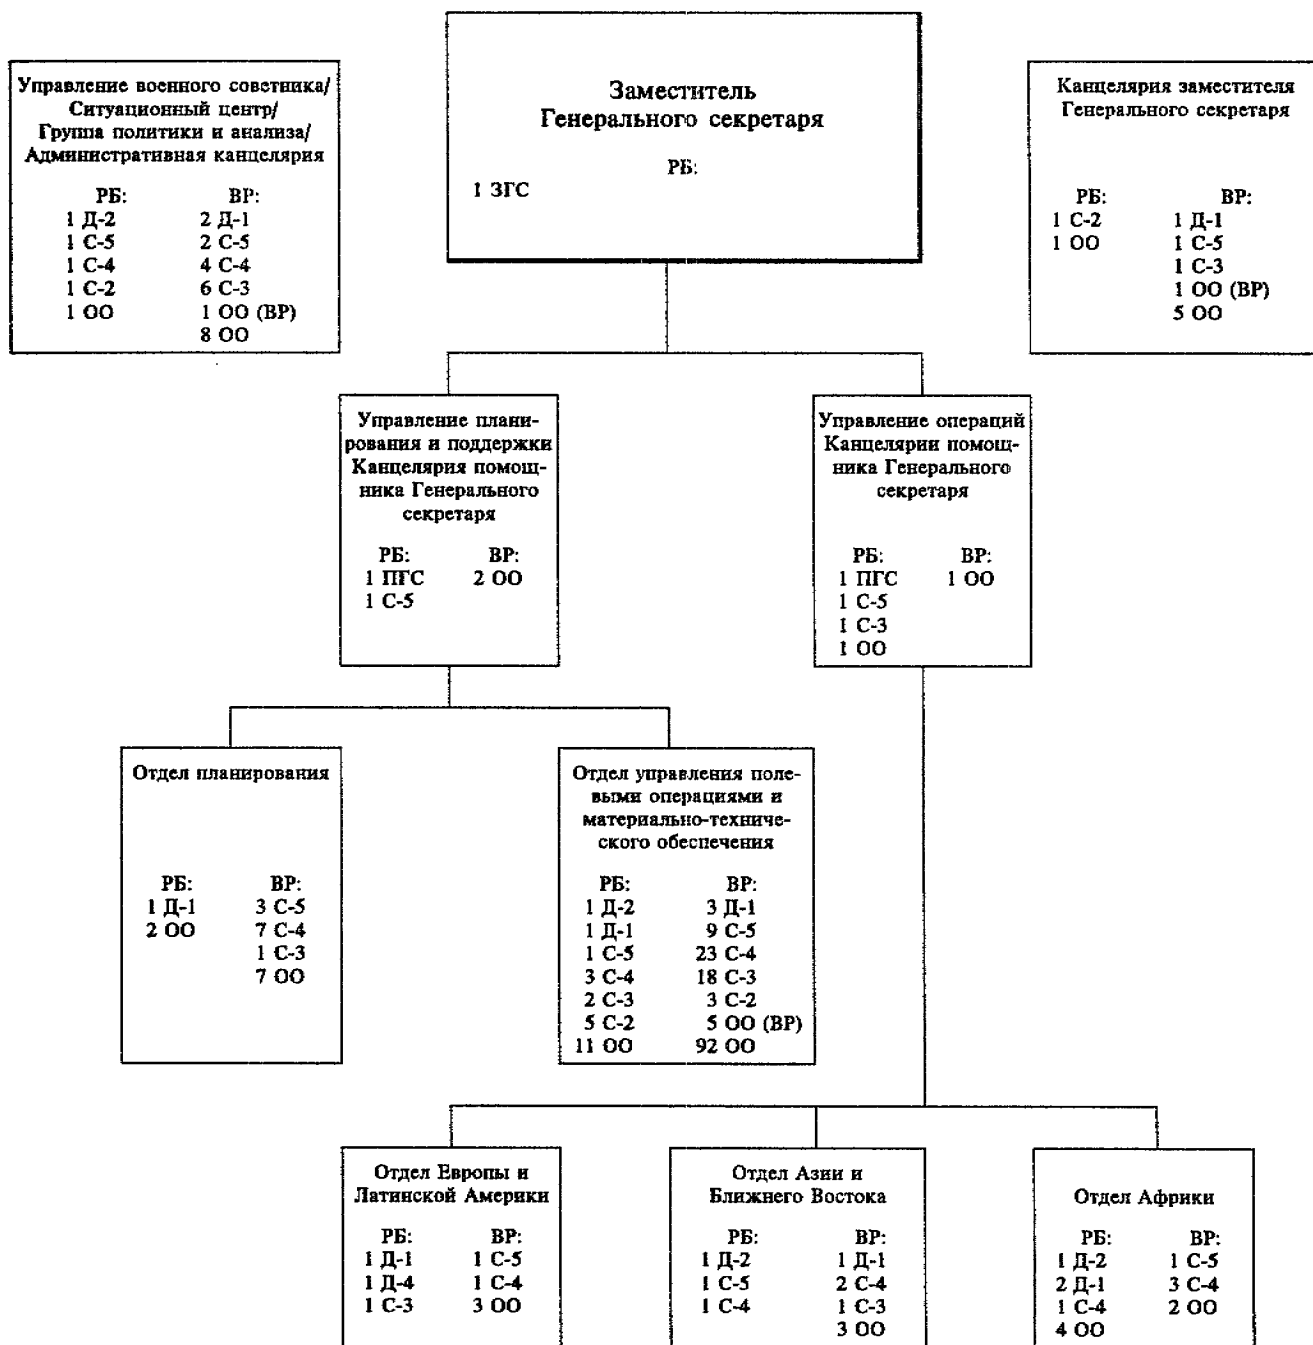 Управление военного советника/
Ситуационный центр/
Группа политики и анализа/
Административная канцелярия
РБ: ВР:
1 Д-2 2 Д-1
1 С-5 2 С-5
1 С-4 4 С-4
1 С-2 6 С-3
1 ОО 1 ОО (ВР)
8 ОО
Заместитель
Генерального секретаря
РБ:
1 ЗГС
Канцелярия заместителя
Генерального секретаря
РБ: ВР:
1 С-2 1 Д-1
1 ОО 1 С-5
1 С-3
1 ОО (ВР)
5 ОО
Управление плани-
рования и поддержки
Канцелярия помощ-
ника Генерального
секретаря
РБ: ВР:
1 ПГС 2 ОО
1 С-5
Управление операций
Канцелярии помощ-
ника Генерального
секретаря
РБ: ВР:
1 ПГС 1 ОО
1 С-5
1 С-3
1 ОО
Отдел планирования
РБ: ВР:
1 Д-1 3 С-5
2 ОО 7 С-4
1 С-3
7 ОО
Отдел управления поле-
выми операциями и
материально-техниче-
ского обеспечения
РБ: ВР:
1 Д-2 3 Д-1
1 Д-1 9 С-5
1 С-5 23 С-4
3 С-4 18 С-3
2 С-3 3 С-2
5 С-2 5 ОО (ВР)
11 ОО 92 ОО
Отдел Европы и
Латинской Америки
РБ: ВР:
1 Д-1 1 С-5
1 Д-4 1 С-4
1 С-3 3 ОО
Отдел Азии и
Ближнего Востока
РБ: ВР:
1 Д-2 1 Д-1
1 С-5 2 С-4
1 С-4 1 С-3
3 ОО
Отдел Африки
РБ: ВР:
1 Д-2 1 С-5
2 Д-1 3 С-4
1 С-4 2 ОО
4 ОО